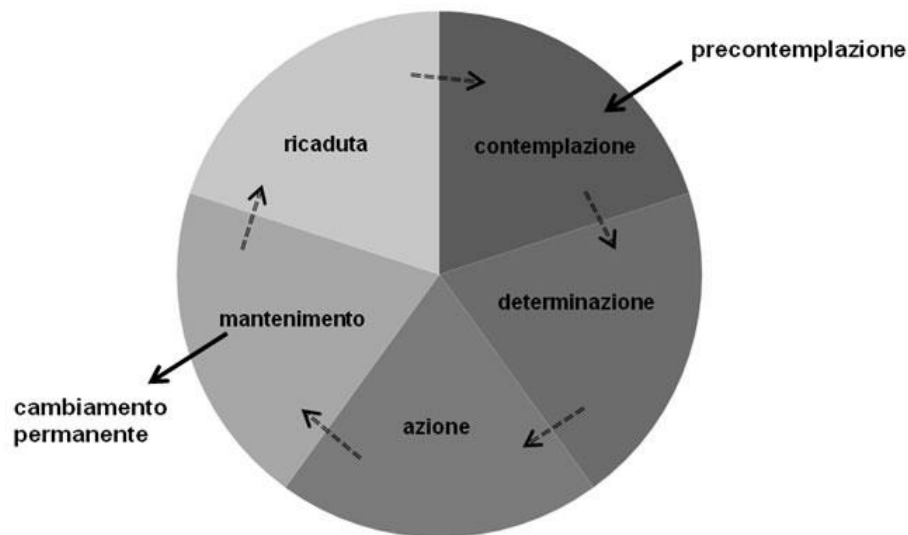 precontemplazione
ricaduta
contemplazione
determinazione
mantenimento
cambiamento
permanente
azione